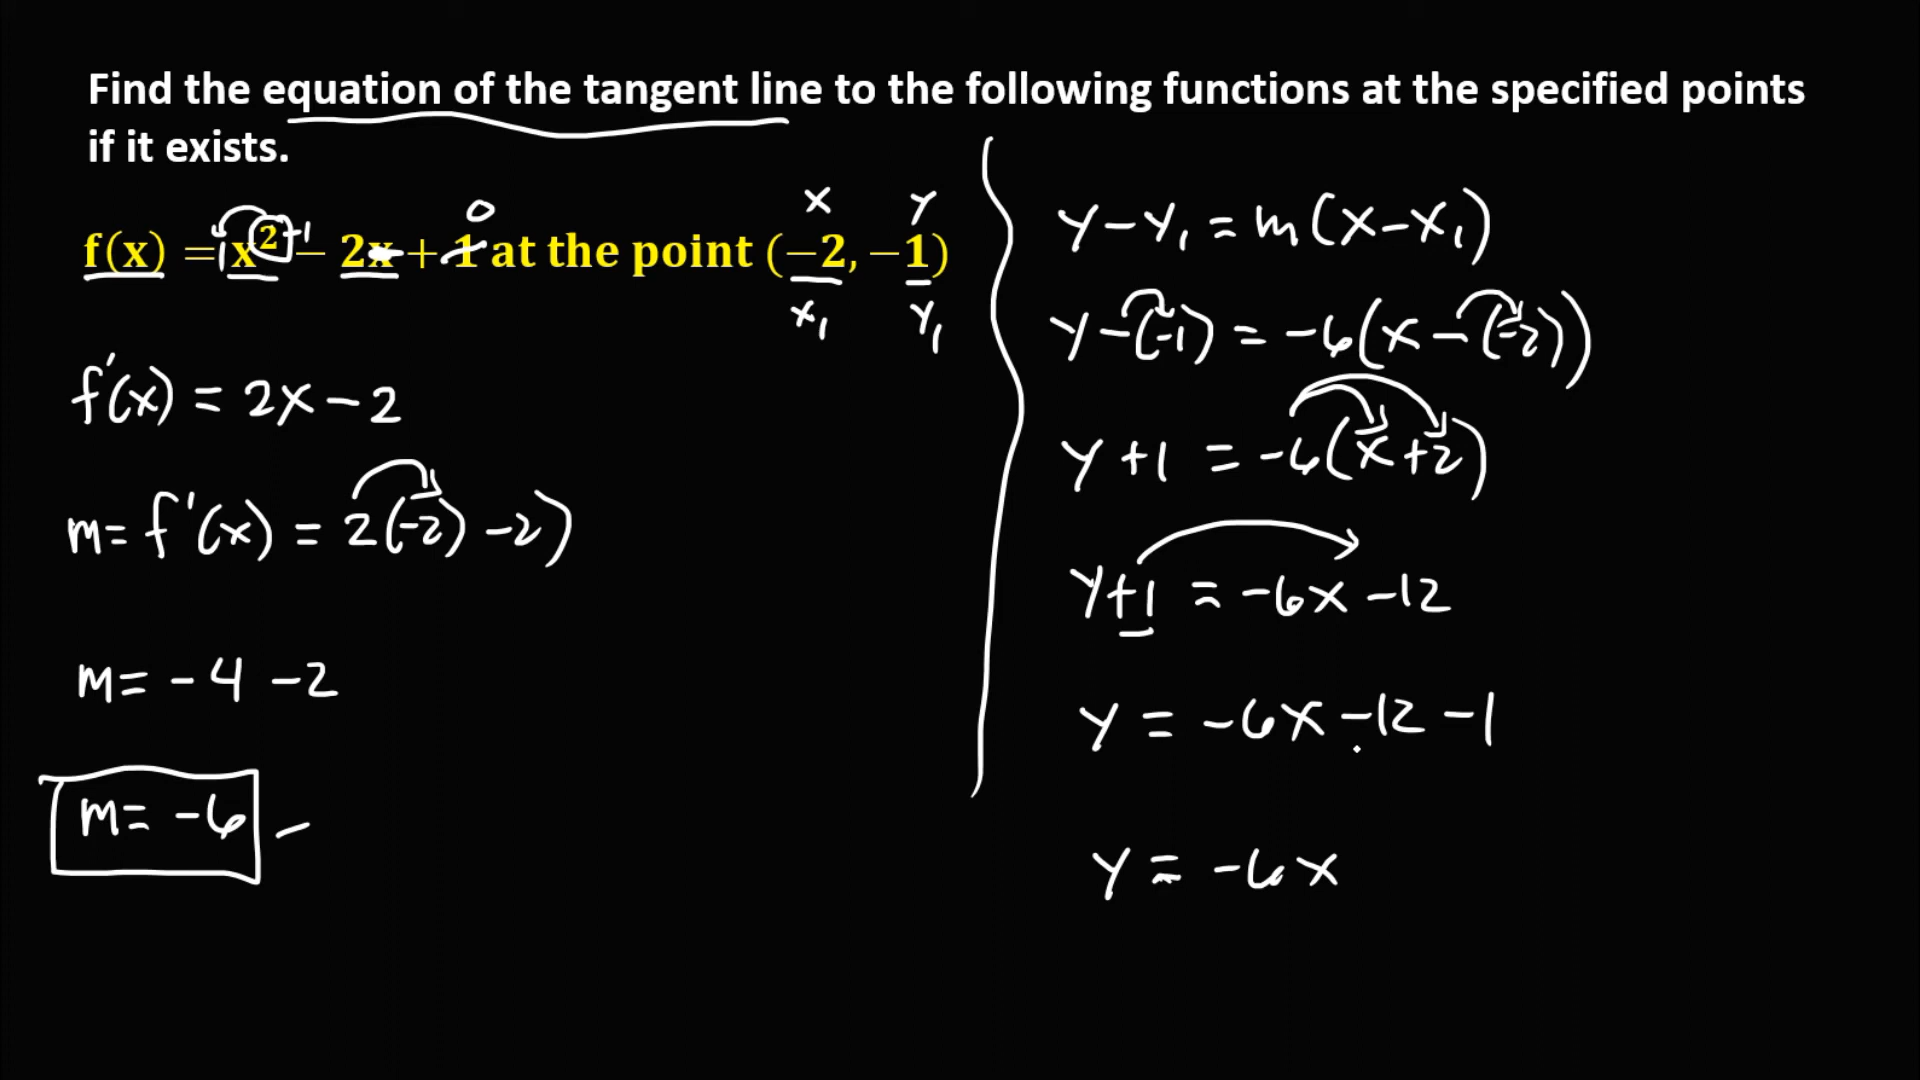 Find the equation of the tangent line to the following functions at the specified points
if it exists.
x y
0
f(x) = 1x² -1 − 2x + 1 at the point (−2, −1)
x₁ y₁
f'(x) = 2x - 2
m = f'(x) = 2(-2) -2)
m = -4 -2
m = -6 -
y - y₁ = m(x - x₁)
y - (-1) = -6(x - (-2))
y + 1 = -6(x + 2)
y + 1 = -6x - 12
y = -6x - 12 - 1
y = -6x